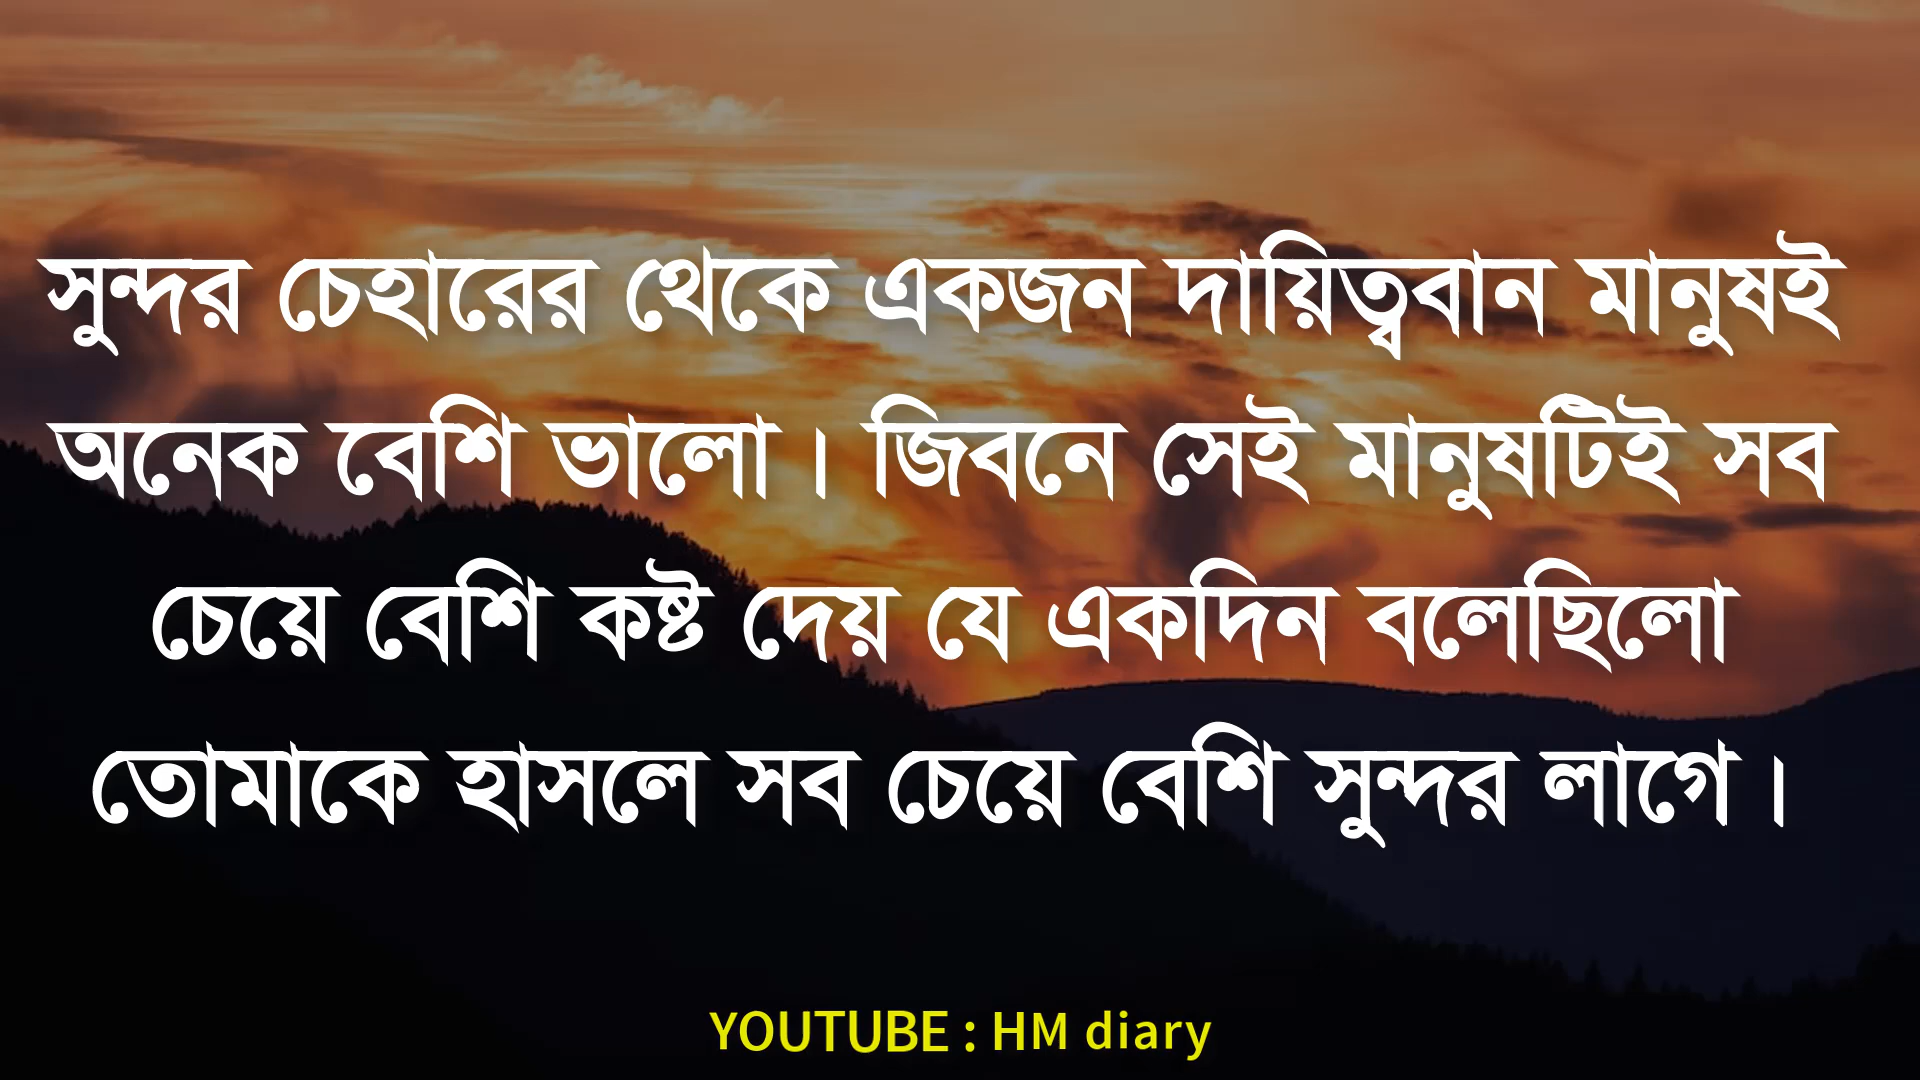 সুন্দর চেহারের থেকে একজন দায়িত্ববান মানুষই
অনেক বেশি ভালো। জিবনে সেই মানুষটিই সব
চেয়ে বেশি কষ্ট দেয় যে একদিন বলেছিলো
তোমাকে হাসলে সব চেয়ে বেশি সুন্দর লাগে।
YOUTUBE : HM diary